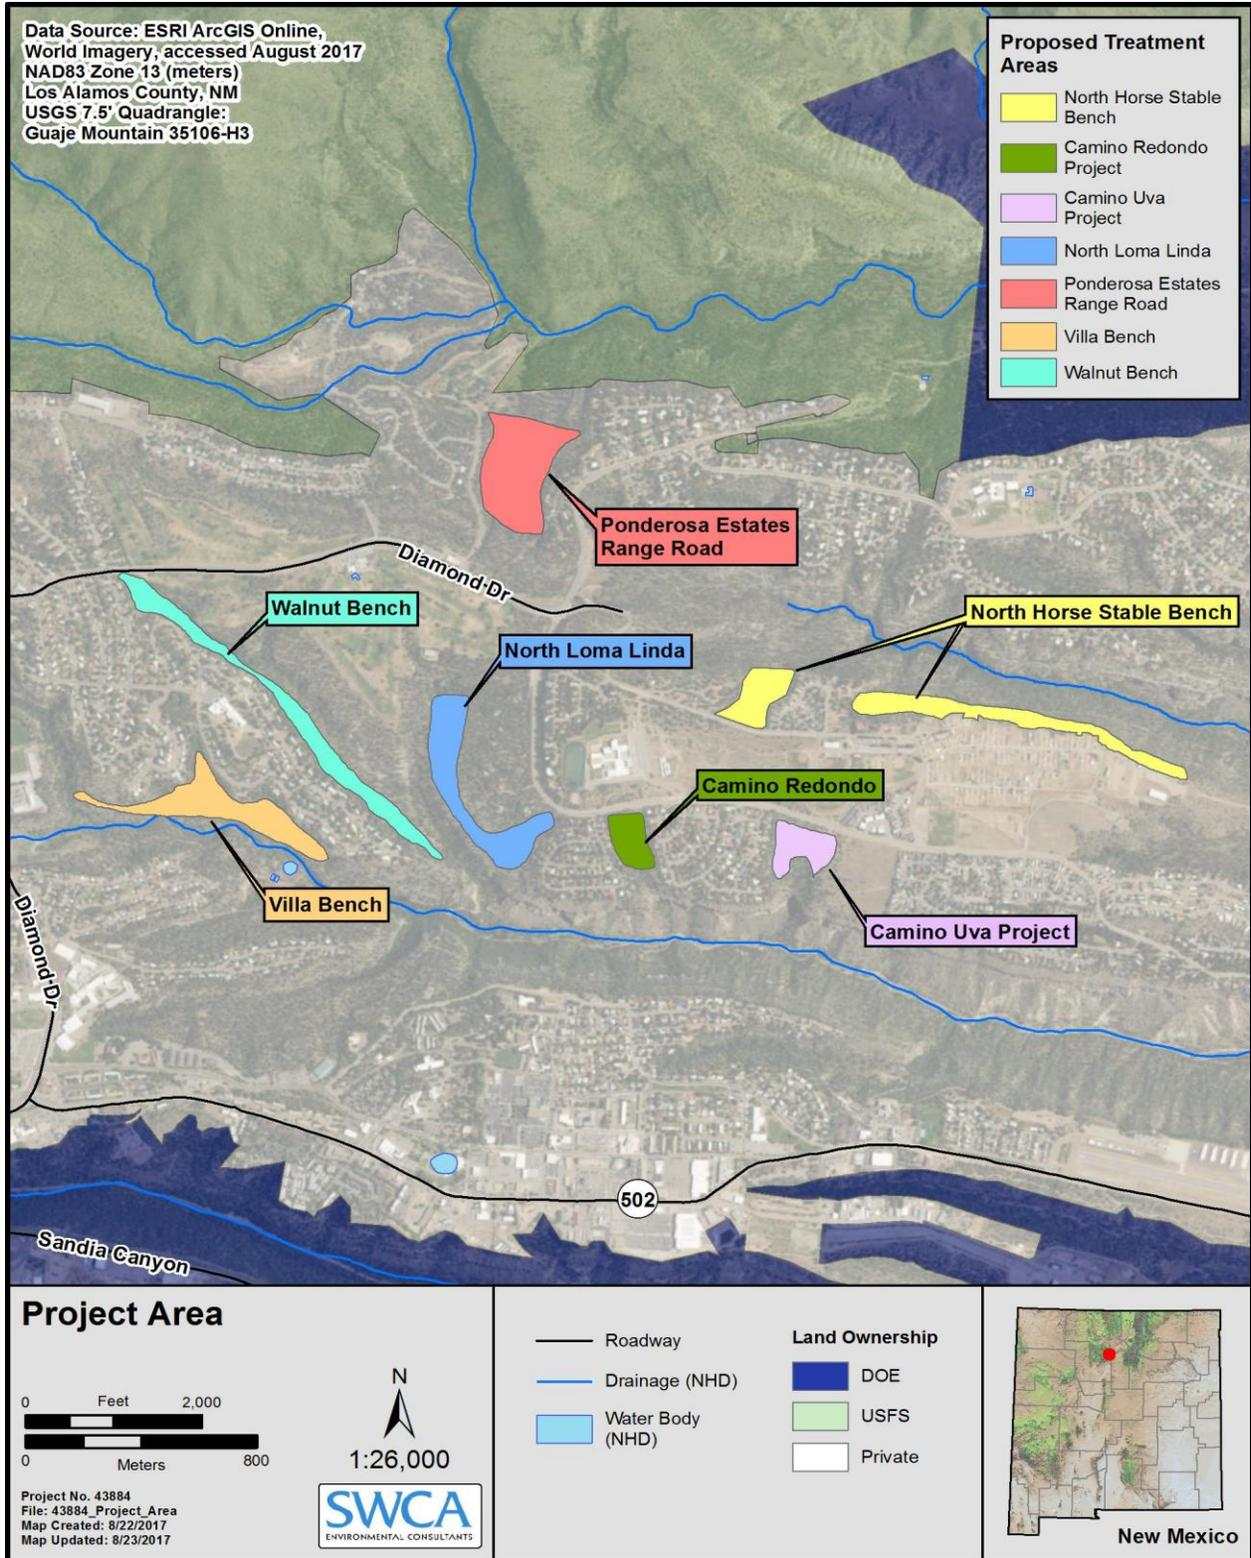 Data Source: ESRI ArcGIS Online,
World Imagery, accessed August 2017
NAD83 Zone 13 (meters)
Los Alamos County, NM
USGS 7.5' Quadrangle:
Guaje Mountain 35106-H3
Proposed Treatment
Areas
North Horse Stable
Bench
Camino Redondo
Project
Camino Uva
Project
North Loma Linda
Ponderosa Estates
Range Road
Villa Bench
Walnut Bench
Ponderosa Estates
Range Road
Diamond Dr
Walnut Bench
North Horse Stable Bench
North Loma Linda
Camino Redondo
Villa Bench
Camino Uva Project
Diamond Dr
502
Sandia Canyon
Project Area
0 Feet 2,000
0 Meters 800
N
1:26,000
Project No. 43884
File: 43884_Project_Area
Map Created: 8/22/2017
Map Updated: 8/23/2017
SWCA
ENVIRONMENTAL CONSULTANTS
Roadway
Drainage (NHD)
Water Body
(NHD)
Land Ownership
DOE
USFS
Private
New Mexico